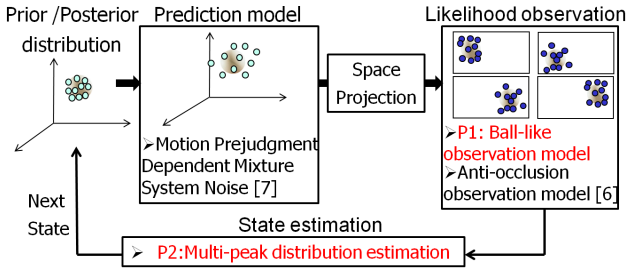 Prior /Posterior
distribution
Prediction model
➢Motion Prejudgment
Dependent Mixture
System Noise [7]
Space
Projection
Likelihood observation
➢P1: Ball-like
observation model
➢Anti-occlusion
observation model [6]
Next
State
State estimation
➢ P2:Multi-peak distribution estimation